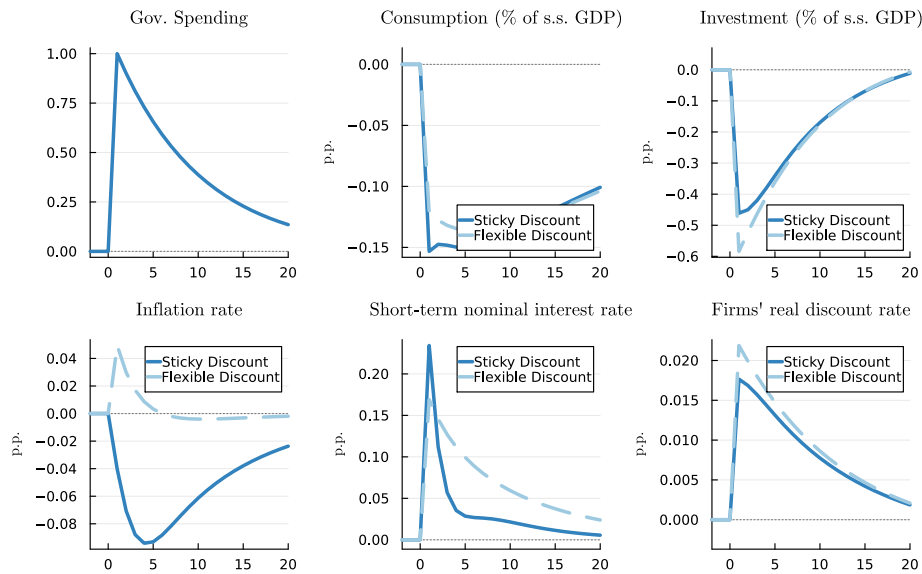 Gov. Spending
1.00
0.75
0.50
0.25
0.00
0 5 10 15 20
Consumption (% of s.s. GDP)
p.p.
0.00
−0.05
−0.10
−0.15
Sticky Discount
Flexible Discount
0 5 10 15 20
Investment (% of s.s. GDP)
p.p.
0.0
−0.1
−0.2
−0.3
−0.4
−0.5
−0.6
Sticky Discount
Flexible Discount
0 5 10 15 20
Inflation rate
p.p.
0.04
0.02
0.00
−0.02
−0.04
−0.06
−0.08
Sticky Discount
Flexible Discount
0 5 10 15 20
Short-term nominal interest rate
p.p.
0.20
0.15
0.10
0.05
0.00
Sticky Discount
Flexible Discount
0 5 10 15 20
Firms' real discount rate
p.p.
0.020
0.015
0.010
0.005
0.000
Sticky Discount
Flexible Discount
0 5 10 15 20